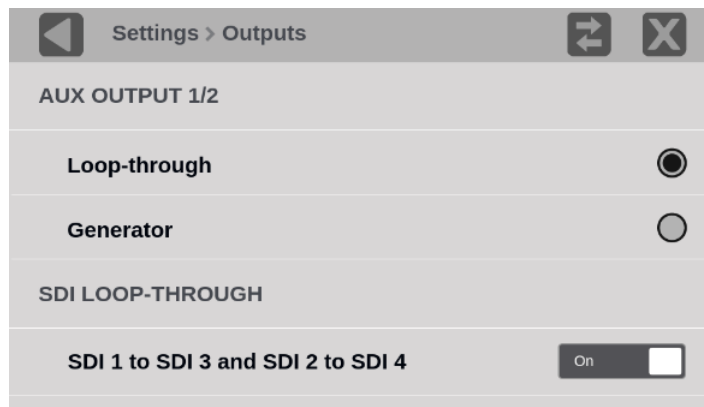 Settings > Outputs
AUX OUTPUT 1/2
Loop-through
Generator
SDI LOOP-THROUGH
SDI 1 to SDI 3 and SDI 2 to SDI 4
On